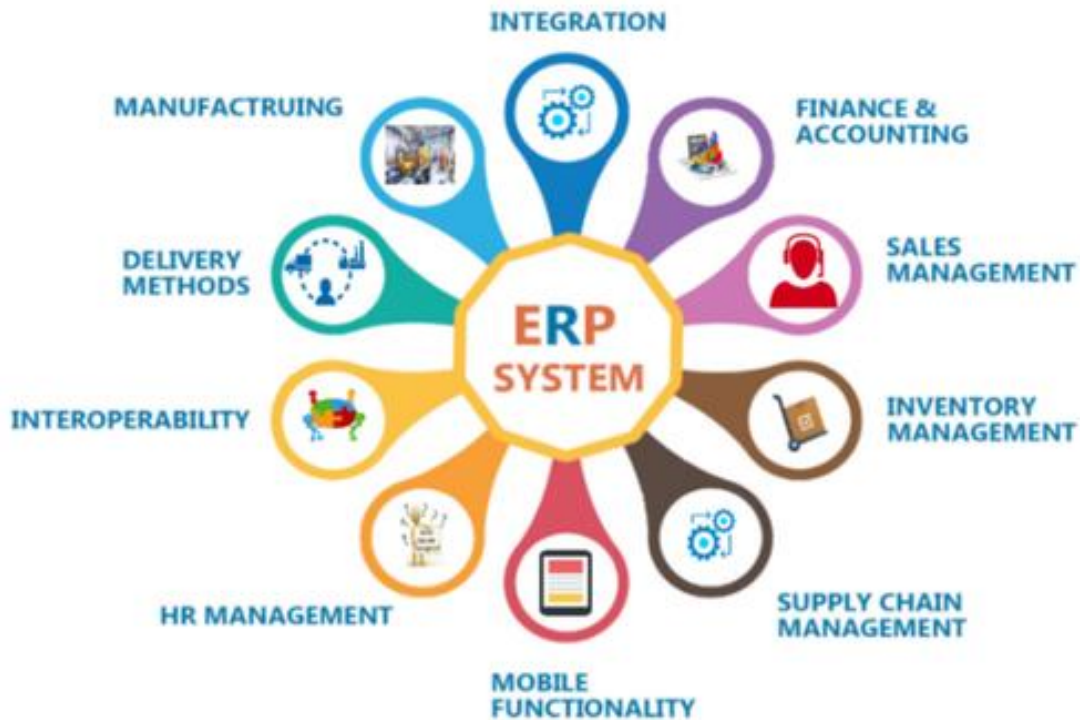 INTEGRATION
MANUFACTRUING
FINANCE &
ACCOUNTING
DELIVERY
METHODS
SALES
MANAGEMENT
ERP
SYSTEM
INTEROPERABILITY
INVENTORY
MANAGEMENT
HR MANAGEMENT
SUPPLY CHAIN
MANAGEMENT
MOBILE
FUNCTIONALITY